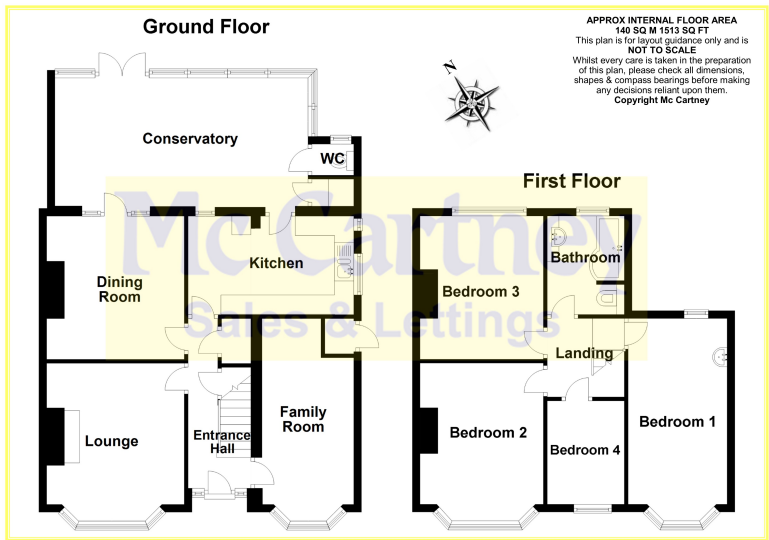 Ground Floor
APPROX INTERNAL FLOOR AREA
140 SQ M 1513 SQ FT
This plan is for layout guidance only and is
NOT TO SCALE
Whilst every care is taken in the preparation
of this plan, please check all dimensions,
shapes & compass bearings before making
any decisions reliant upon them.
Copyright Mc Cartney
N
Conservatory
WC
First Floor
Mc Cartney
Sales & Lettings
Kitchen
Dining
Room
Bathroom
Bedroom 3
Landing
Lounge
Entrance
Hall
Family
Room
Bedroom 2
Bedroom 4
Bedroom 1